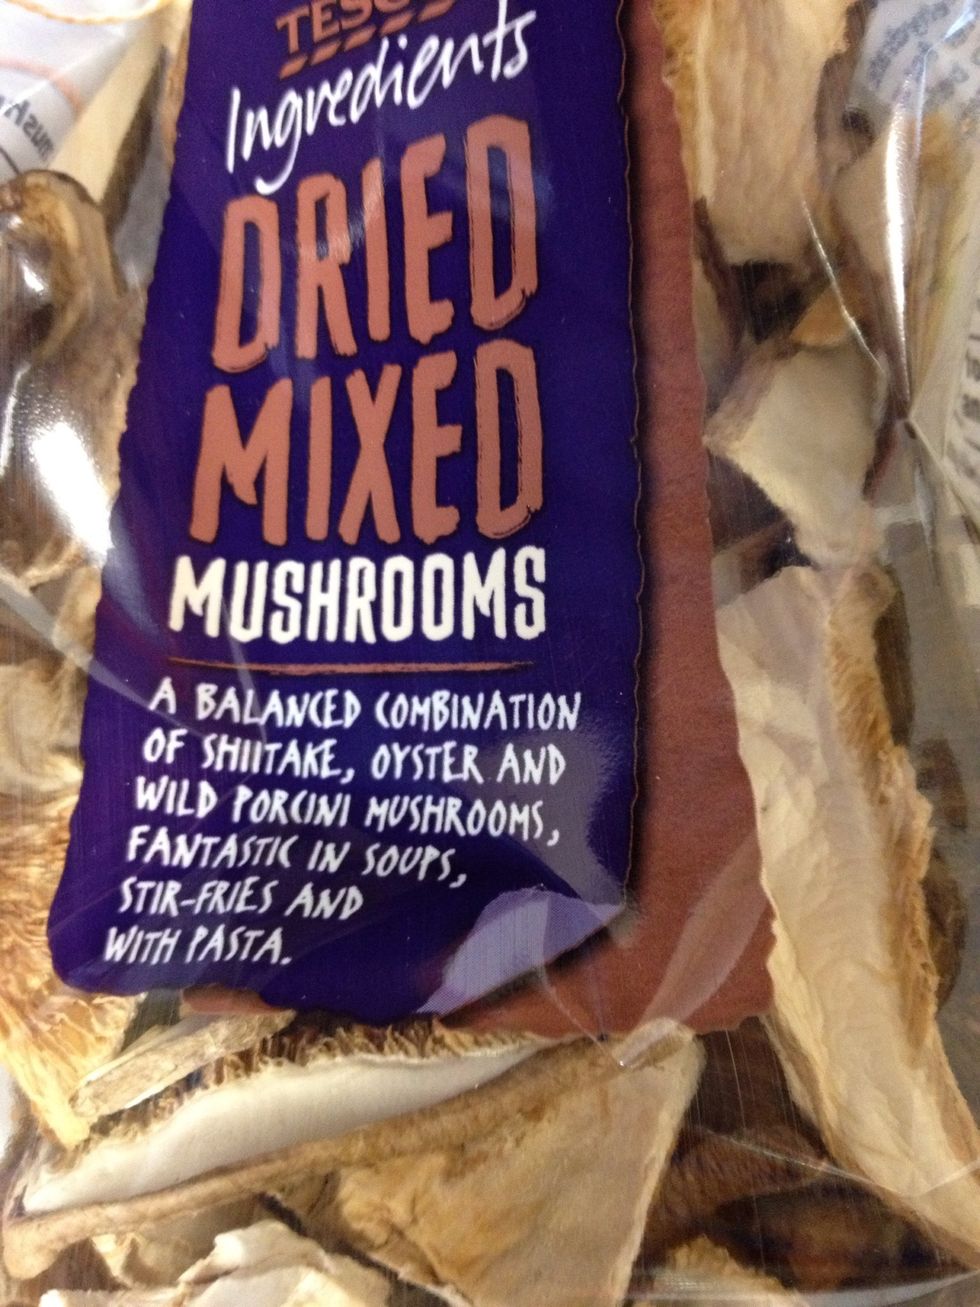 TESCO
Ingredients
DRIED
MIXED
MUSHROOMS
A BALANCED COMBINATION
OF SHIITAKE, OYSTER AND
WILD PORCINI MUSHROOMS,
FANTASTIC IN SOUPS,
STIR-FRIES AND
WITH PASTA.